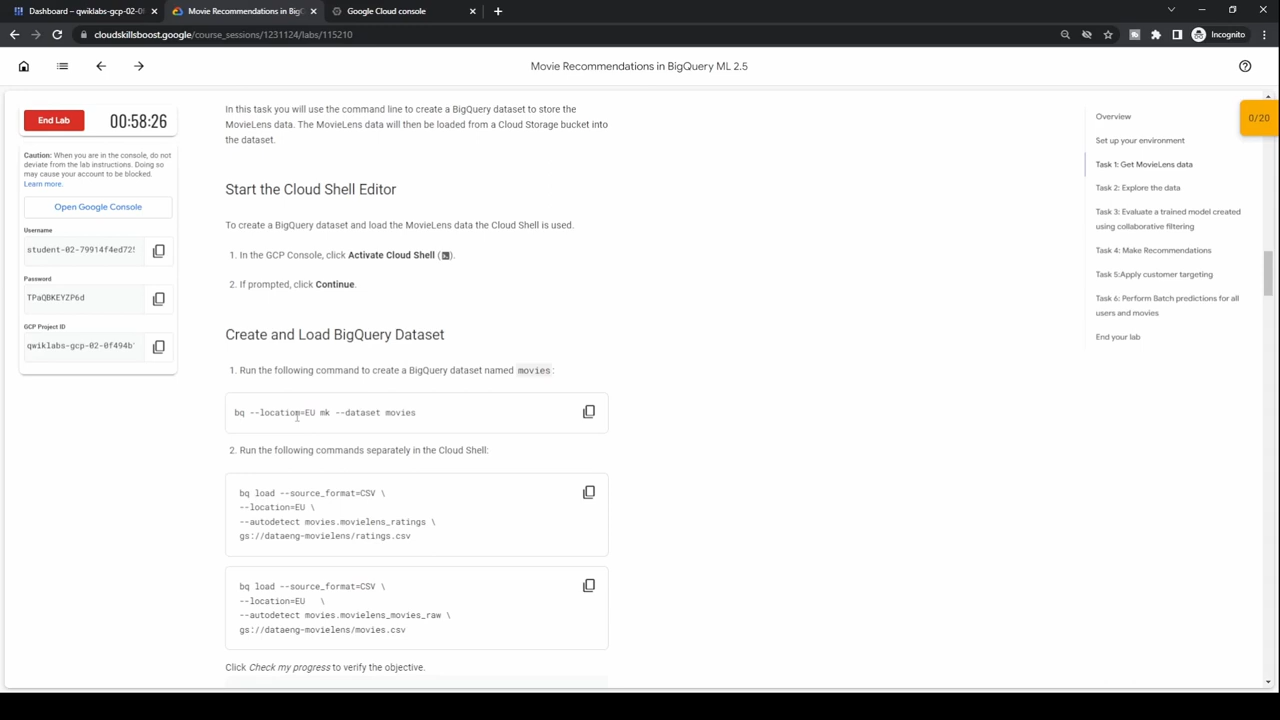 Dashboard – qwiklabs-gcp-02-0f
Movie Recommendations in BigQ
Google Cloud console
cloudskillsboost.google/course_sessions/1231124/labs/115210
Incognito
Movie Recommendations in BigQuery ML 2.5
End Lab
00:58:26
Caution: When you are in the console, do not
deviate from the lab instructions. Doing so
may cause your account to be blocked.
Learn more.
Open Google Console
Username
student-02-79914f4ed725
Password
TPaQBKEYZP6d
GCP Project ID
qwiklabs-gcp-02-0f494b
In this task you will use the command line to create a BigQuery dataset to store the
MovieLens data. The MovieLens data will then be loaded from a Cloud Storage bucket into
the dataset.
Start the Cloud Shell Editor
To create a BigQuery dataset and load the MovieLens data the Cloud Shell is used.
1. In the GCP Console, click Activate Cloud Shell ( ).
2. If prompted, click Continue.
Create and Load BigQuery Dataset
1. Run the following command to create a BigQuery dataset named movies:
bq --location=EU mk --dataset movies
2. Run the following commands separately in the Cloud Shell:
bq load --source_format=CSV \
--location=EU \
--autodetect movies.movielens_ratings \
gs://dataeng-movielens/ratings.csv
bq load --source_format=CSV \
--location=EU   \
--autodetect movies.movielens_movies_raw \
gs://dataeng-movielens/movies.csv
Click Check my progress to verify the objective.
Overview
Set up your environment
Task 1: Get MovieLens data
Task 2: Explore the data
Task 3: Evaluate a trained model created
using collaborative filtering
Task 4: Make Recommendations
Task 5:Apply customer targeting
Task 6: Perform Batch predictions for all
users and movies
End your lab
0/20